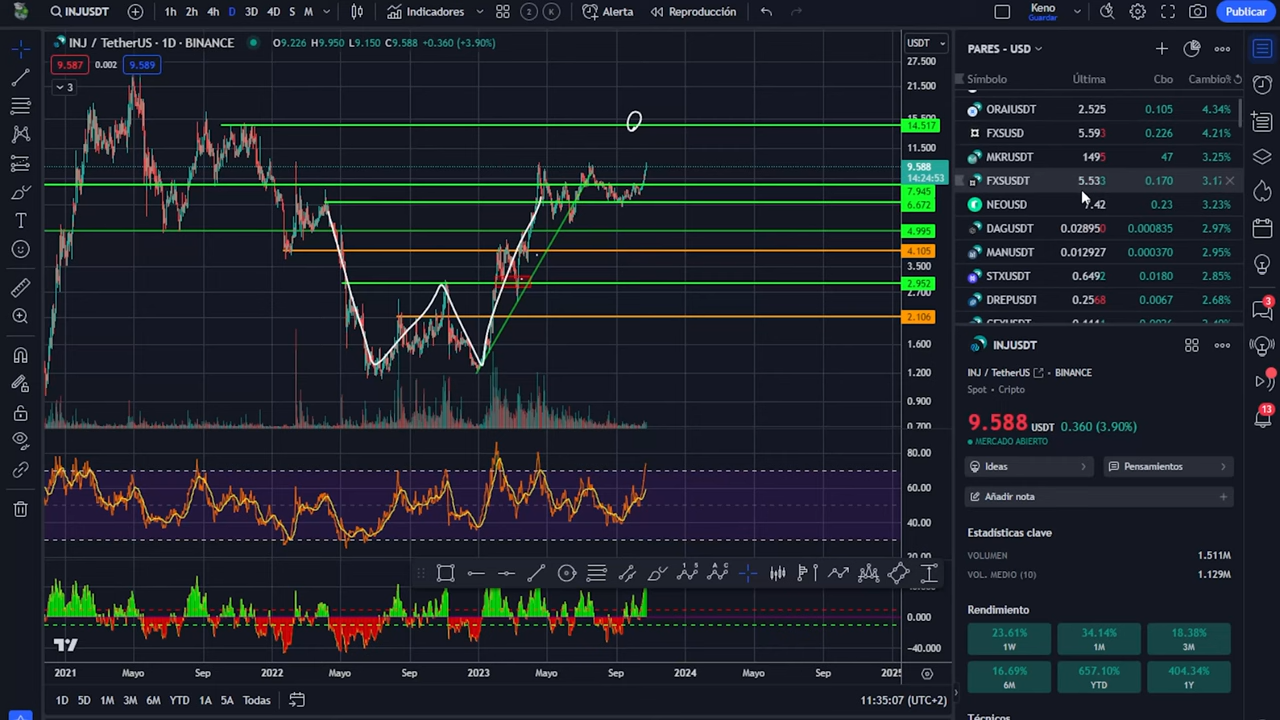 INJUSDT 1h 2h 4h D 3D 4D S M Indicadores 2 K Alerta Reproducción Keno Guardar Publicar
INJ / TetherUS · 1D · BINANCE O9.226 H9.950 L9.150 C9.588 +0.360 (+3.90%) USDT
9.587 0.002 9.589
3
27.500
21.500
14.517
11.500
9.588
14:24:53
7.945
6.672
4.995
4.105
3.500
2.952
2.106
1.600
1.200
0.900
0.700
80.00
60.00
40.00
20.00
0.000
-40.000
2021 Mayo Sep 2022 Mayo Sep 2023 Mayo Sep 2024 Mayo 2025
1D 5D 1M 3M 6M YTD 1A 5A Todas 11:35:07 (UTC+2)
PARES - USD
Símbolo Última Cbo Cambio%
ORAIUSDT 2.525 0.105 4.34%
FXSUSD 5.593 0.226 4.21%
MKRUSDT 1495 47 3.25%
FXSUSDT 5.533 0.170
NEOUSD 7.42 0.23 3.23%
DAGUSDT 0.028950 0.000835 2.97%
MANUSDT 0.012927 0.000370 2.95%
STXUSDT 0.6492 0.0180 2.85%
DREPUSDT 0.2568 0.0067 2.68%
INJUSDT
INJ / TetherUS · BINANCE
Spot · Cripto
9.588 USDT 0.360 (3.90%)
MERCADO ABIERTO
Ideas Pensamientos
Añadir nota
Estadísticas clave
VOLUMEN 1.511M
VOL. MEDIO (10) 1.129M
Rendimiento
23.61% 34.14% 18.38%
1W 1M 3M
16.69% 657.10% 404.34%
6M YTD 1Y
3
13